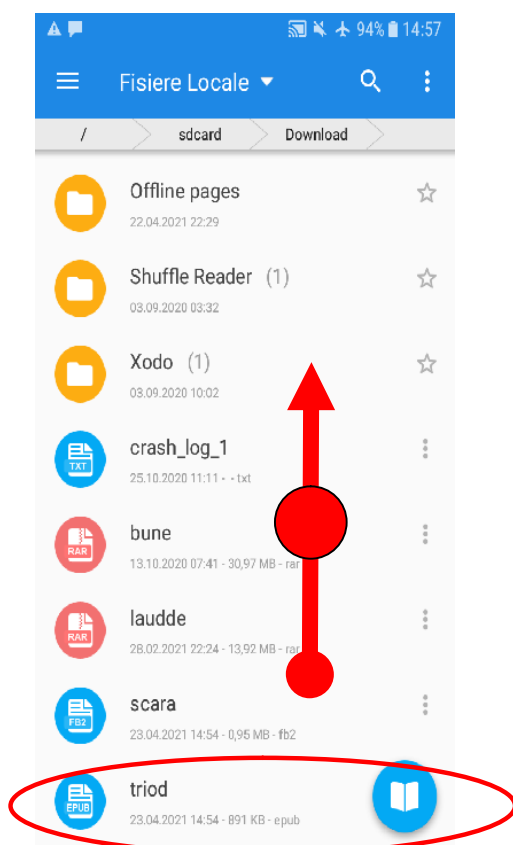 94% 14:57
Fisiere Locale
/ sdcard Download
Offline pages
22.04.2021 22:29
Shuffle Reader (1)
03.09.2020 03:32
Xodo (1)
03.09.2020 10:02
crash_log_1
TXT
25.10.2020 11:11 - - txt
bune
RAR
13.10.2020 07:41 - 30,97 MB - rar
laudde
RAR
28.02.2021 22:24 - 13,92 MB - rar
scara
FB2
23.04.2021 14:54 - 0,95 MB - fb2
triod
EPUB
23.04.2021 14:54 - 891 KB - epub